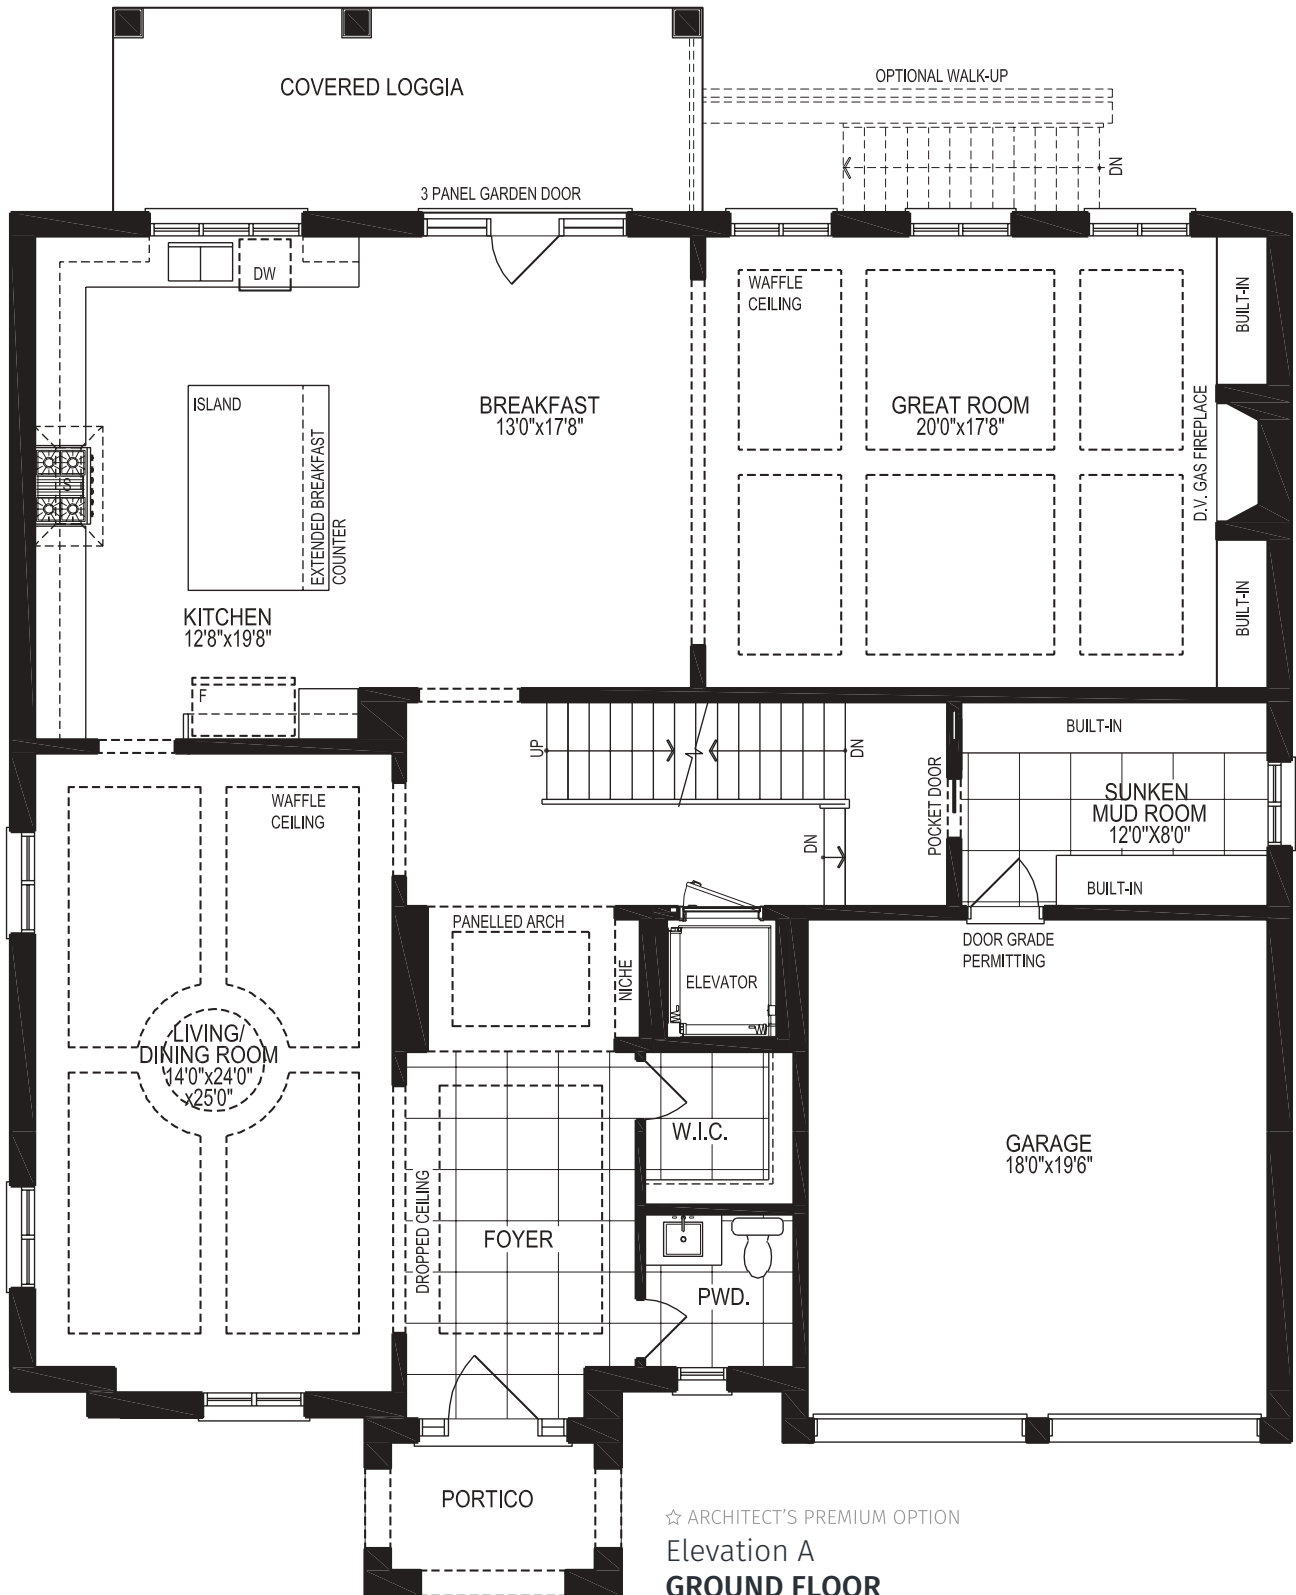 COVERED LOGGIA
OPTIONAL WALK-UP
DN
3 PANEL GARDEN DOOR
DW
WAFFLE
CEILING
BUILT-IN
ISLAND
BREAKFAST
13'0"x17'8"
GREAT ROOM
20'0"x17'8"
D.V. GAS FIREPLACE
S
EXTENDED BREAKFAST
COUNTER
BUILT-IN
KITCHEN
12'8"x19'8"
F
UP
DN
BUILT-IN
POCKET DOOR
SUNKEN
MUD ROOM
12'0"X8'0"
WAFFLE
CEILING
DN
BUILT-IN
PANELLED ARCH
NICHE
ELEVATOR
DOOR GRADE
PERMITTING
LIVING/
DINING ROOM
14'0"x24'0"
x25'0"
W.I.C.
GARAGE
18'0"x19'6"
DROPPED CEILING
FOYER
PWD.
PORTICO
☆ ARCHITECT'S PREMIUM OPTION
Elevation A
GROUND FLOOR